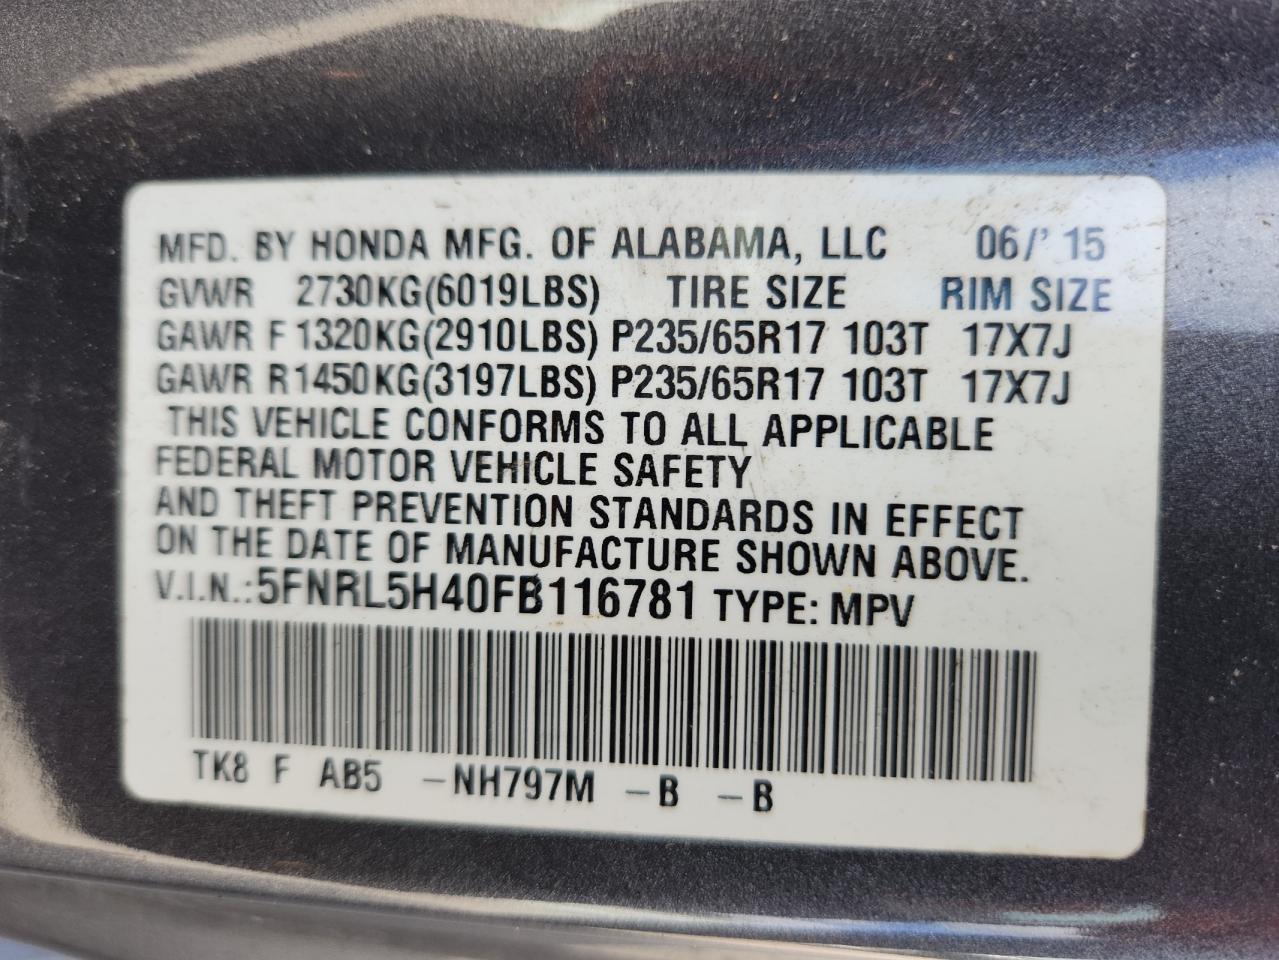 MFD. BY HONDA MFG. OF ALABAMA, LLC 06/' 15
GVWR 2730KG(6019LBS) TIRE SIZE RIM SIZE
GAWR F 1320KG(2910LBS) P235/65R17 103T 17X7J
GAWR R1450KG(3197LBS) P235/65R17 103T 17X7J
THIS VEHICLE CONFORMS TO ALL APPLICABLE
FEDERAL MOTOR VEHICLE SAFETY
AND THEFT PREVENTION STANDARDS IN EFFECT
ON THE DATE OF MANUFACTURE SHOWN ABOVE.
V.I.N.:5FNRL5H40FB116781 TYPE: MPV
TK8 F AB5 -NH797M -B -B